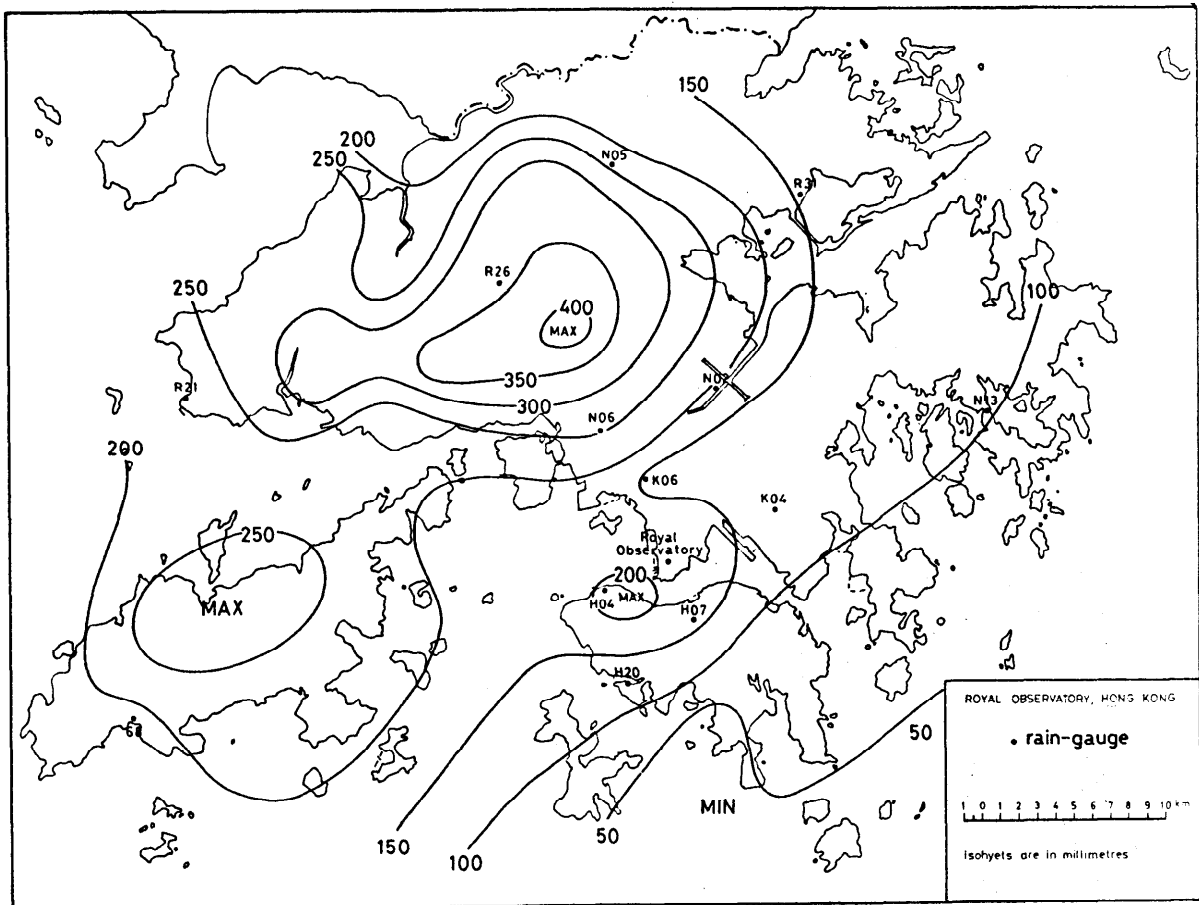 150
200
250
N05
R31
R26
250
100
400
MAX
350
R21
N02
300
N13
N06
200
K06
K04
250
Royal
Observatory
200
MAX
H04
MAX
H07
H20
ROYAL OBSERVATORY, HONG KONG
50
• rain-gauge
MIN
1 0 1 2 3 4 5 6 7 8 9 10 km
50
150
100
Isohyets are in millimetres